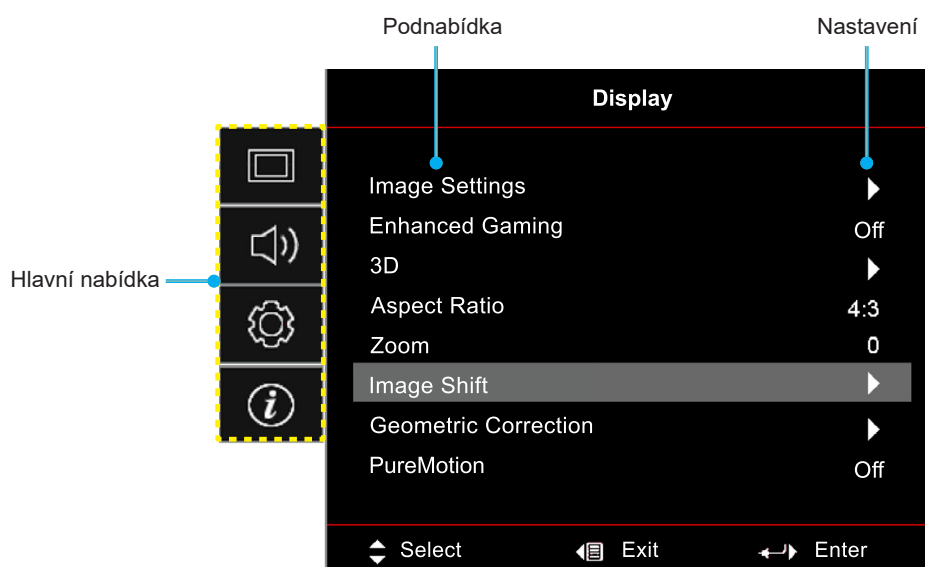 Podnabídka Nastavení
Display
Image Settings
Enhanced Gaming Off
3D
Hlavní nabídka
Aspect Ratio 4:3
Zoom 0
Image Shift
Geometric Correction
PureMotion Off
Select Exit Enter